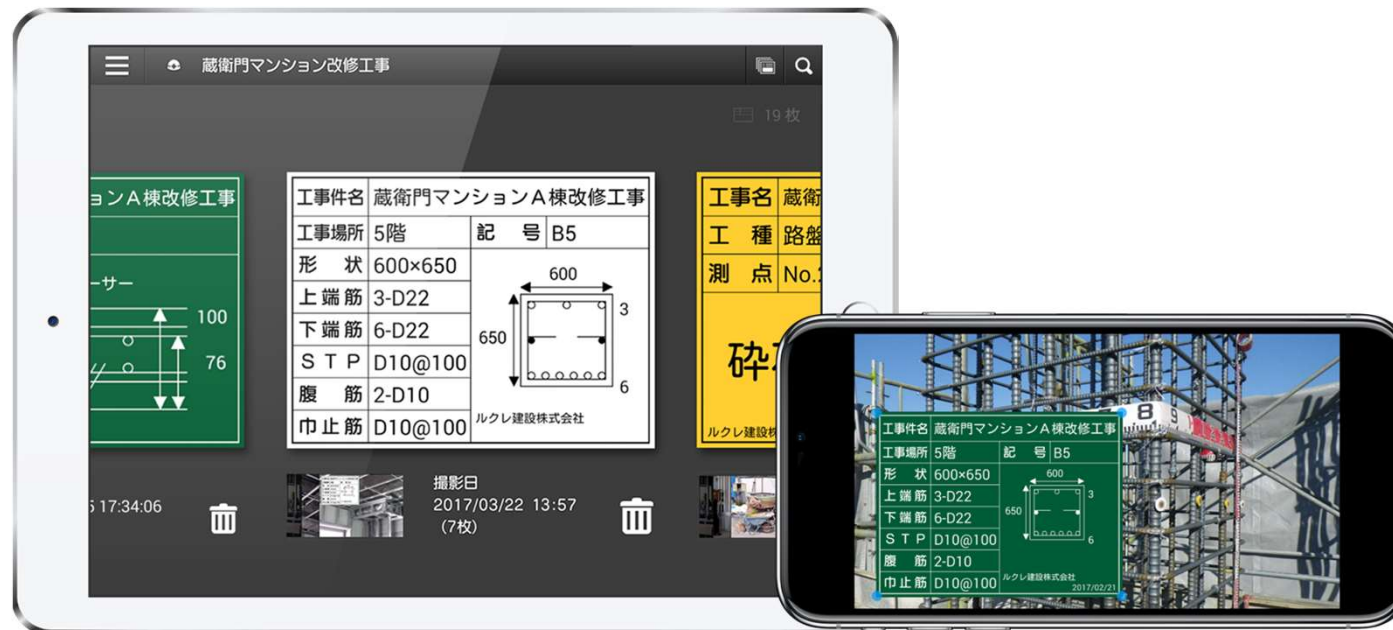 蔵衛門マンション改修工事
19枚
ョンA棟改修工事
ーサー
100
76
工事件名 蔵衛門マンションA棟改修工事
工事場所 5階 記 号 B5
形 状 600×650
上端筋 3-D22
下端筋 6-D22
STP D10@100
腹 筋 2-D10
巾止筋 D10@100
600
3
650
6
ルクレ建設株式会社
工事名 蔵衛
工 種 路盤
測 点 No.
砕
ルクレ建設
17:34:06
撮影日
2017/03/22 13:57
(7枚)
8 9
工事件名 蔵衛門マンションA棟改修工事
工事場所 5階 記 号 B5
形 状 600×650
上端筋 3-D22
下端筋 6-D22
STP D10@100
腹 筋 2-D10
巾止筋 D10@100
600
3
650
6
ルクレ建設株式会社
2017/02/21